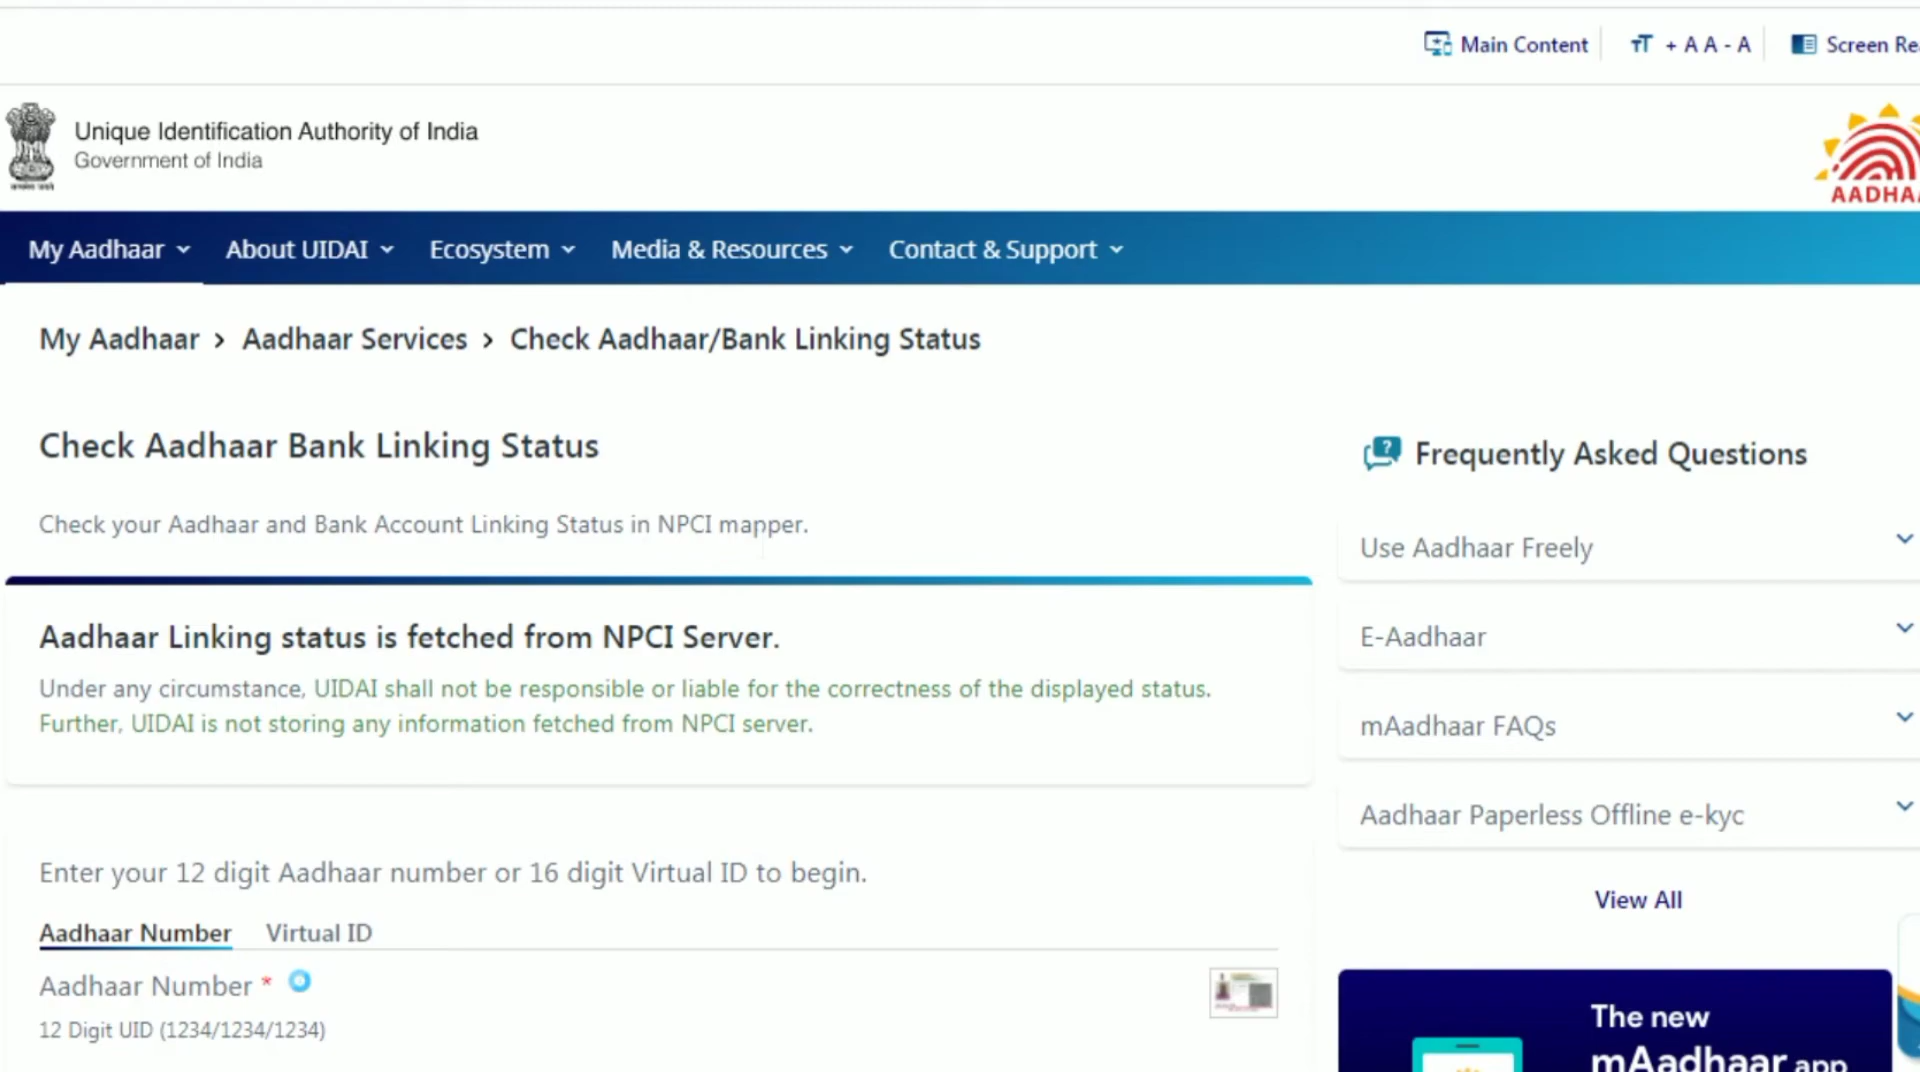 Main Content
+ A A - A
Screen Rea
Unique Identification Authority of India
Government of India
AADHAA
My Aadhaar
About UIDAI
Ecosystem
Media & Resources
Contact & Support
My Aadhaar > Aadhaar Services > Check Aadhaar/Bank Linking Status
Check Aadhaar Bank Linking Status
Check your Aadhaar and Bank Account Linking Status in NPCI mapper.
Aadhaar Linking status is fetched from NPCI Server.
Under any circumstance, UIDAI shall not be responsible or liable for the correctness of the displayed status.
Further, UIDAI is not storing any information fetched from NPCI server.
Enter your 12 digit Aadhaar number or 16 digit Virtual ID to begin.
Aadhaar Number
Virtual ID
Aadhaar Number *
12 Digit UID (1234/1234/1234)
Frequently Asked Questions
Use Aadhaar Freely
E-Aadhaar
mAadhaar FAQs
Aadhaar Paperless Offline e-kyc
View All
The new
mAadhaar app